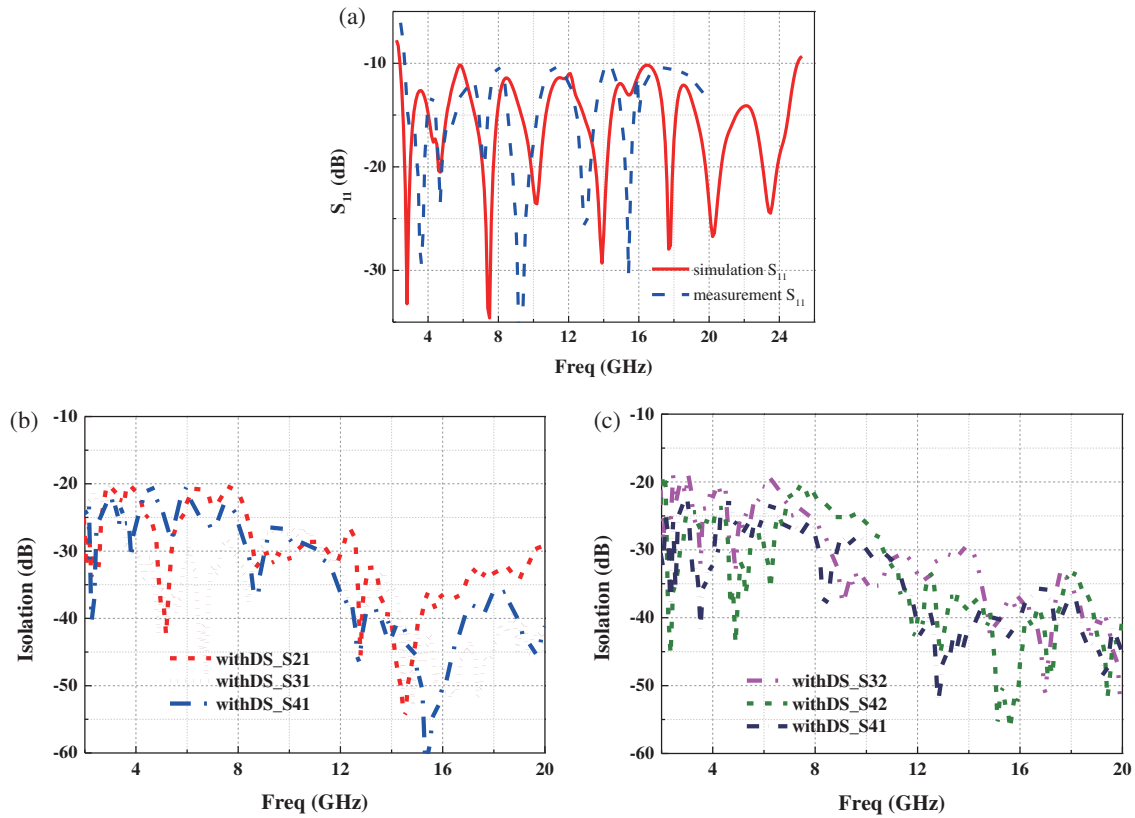 (a)
-10
-20
-30
S₁₁ (dB)
simulation S₁₁
measurement S₁₁
4 8 12 16 20 24
Freq (GHz)
(b)
-10
-20
-30
-40
-50
-60
Isolation (dB)
withDS_S21
withDS_S31
withDS_S41
4 8 12 16 20
Freq (GHz)
(c)
-10
-20
-30
-40
-50
-60
Isolation (dB)
withDS_S32
withDS_S42
withDS_S41
4 8 12 16 20
Freq (GHz)